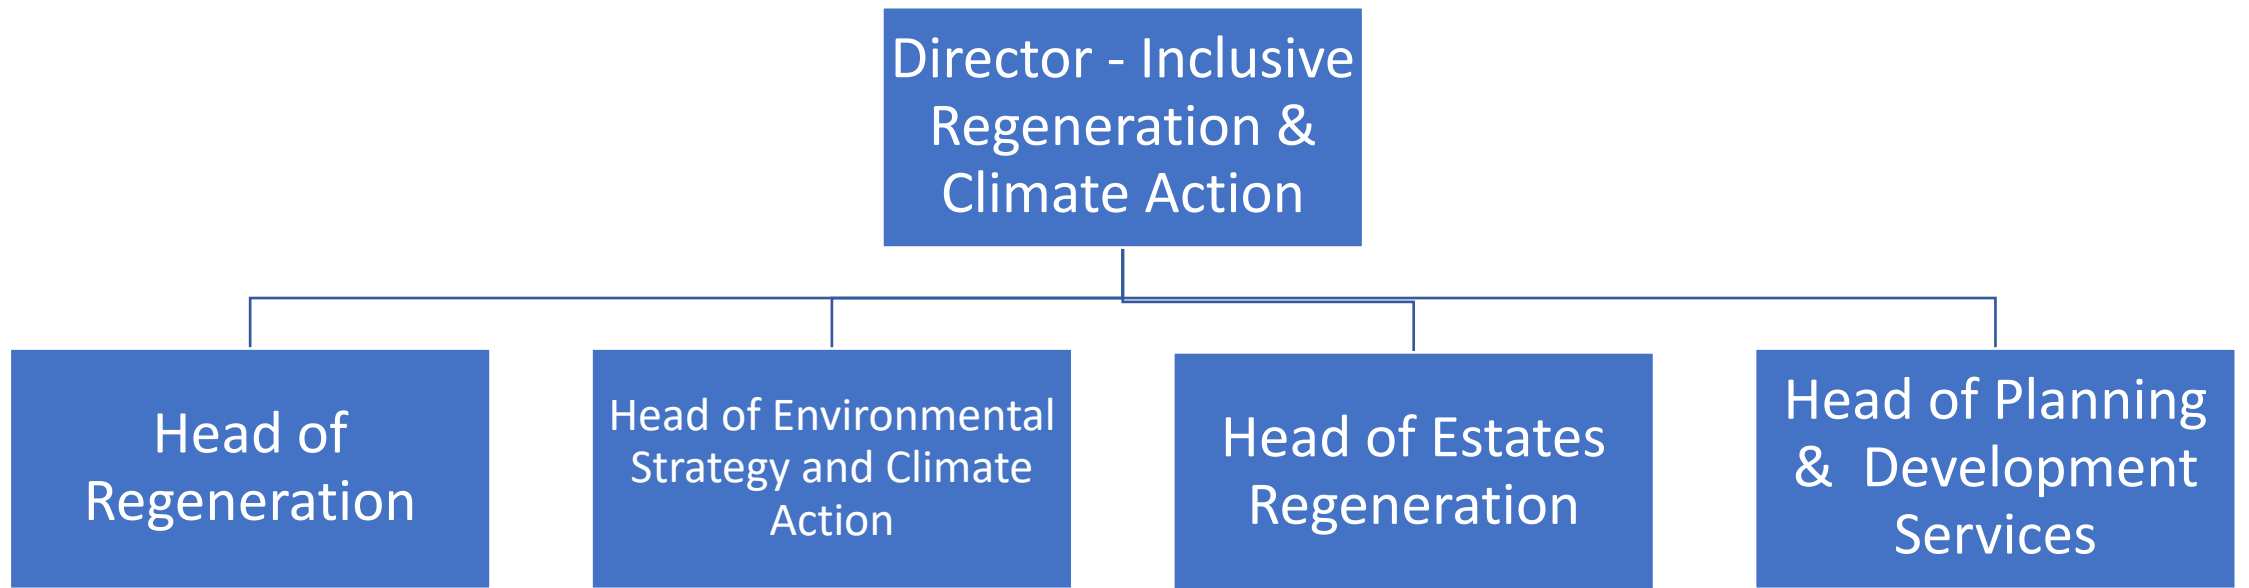 Director - Inclusive
Regeneration &
Climate Action
Head of
Regeneration
Head of Environmental
Strategy and Climate
Action
Head of Estates
Regeneration
Head of Planning
&  Development
Services